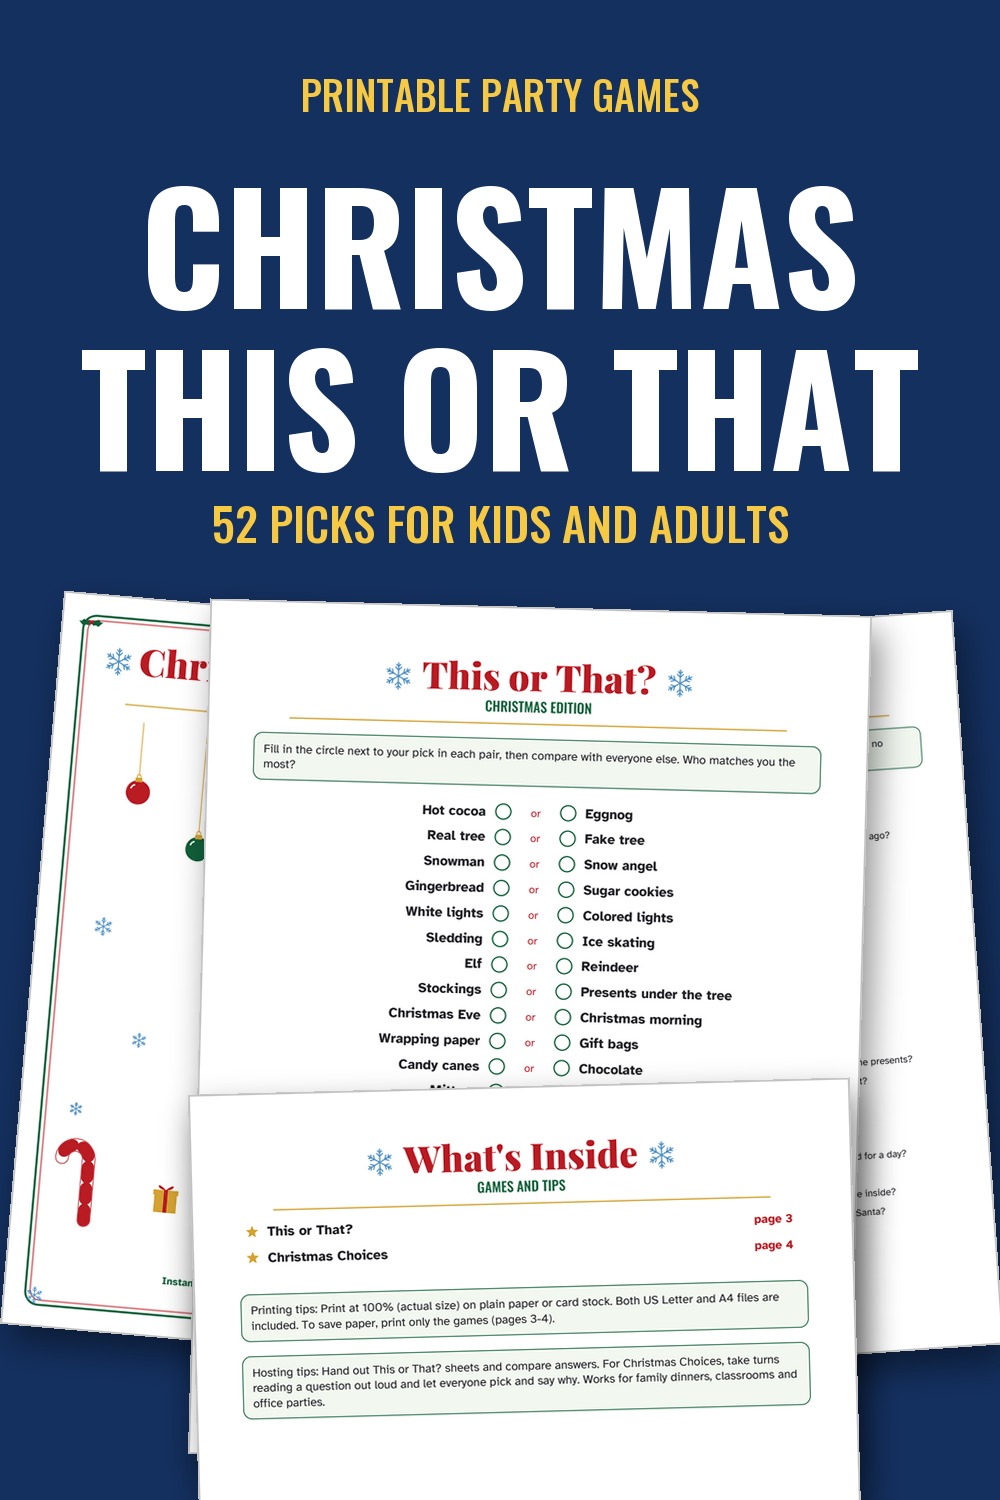 PRINTABLE PARTY GAMES
CHRISTMAS
THIS OR THAT
52 PICKS FOR KIDS AND ADULTS
This or That?
CHRISTMAS EDITION
Fill in the circle next to your pick in each pair, then compare with everyone else. Who matches you the
most?
Hot cocoa or Eggnog
Real tree or Fake tree
Snowman or Snow angel
Gingerbread or Sugar cookies
White lights or Colored lights
Sledding or Ice skating
Elf or Reindeer
Stockings or Presents under the tree
Christmas Eve or Christmas morning
Wrapping paper or Gift bags
Candy canes or Chocolate
no
ago?
presents?
for a day?
inside?
Santa?
What's Inside
GAMES AND TIPS
This or That? page 3
Christmas Choices page 4
Printing tips: Print at 100% (actual size) on plain paper or card stock. Both US Letter and A4 files are
included. To save paper, print only the games (pages 3-4).
Hosting tips: Hand out This or That? sheets and compare answers. For Christmas Choices, take turns
reading a question out loud and let everyone pick and say why. Works for family dinners, classrooms and
office parties.